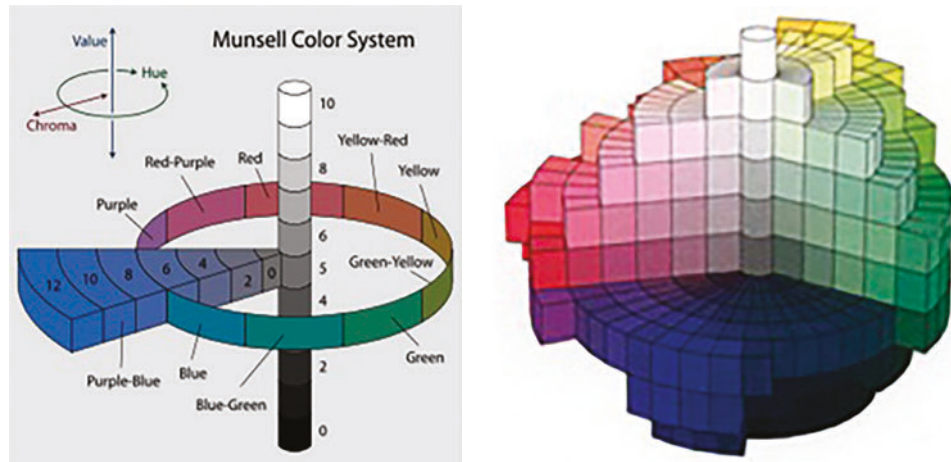 Munsell Color System
Value
Hue
Chroma
10
8
6
5
4
2
0
Red-Purple
Red
Yellow-Red
Yellow
Purple
Green-Yellow
12
10
8
6
4
2
0
Purple-Blue
Blue
Blue-Green
Green